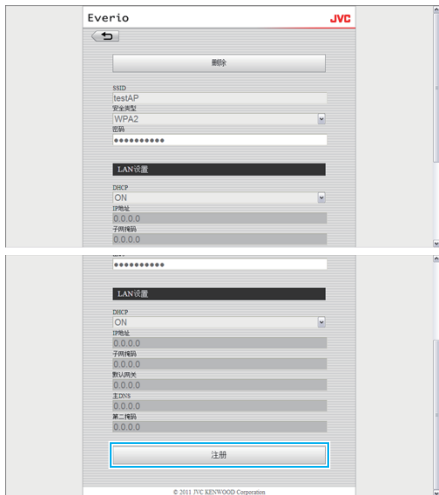 Everio
JVC
删除
SSID
testAP
安全类型
WPA2
密码
●●●●●●●●●●
LAN设置
DHCP
ON
IP地址
0.0.0.0
子网掩码
0.0.0.0
●●●●●●●●●●
LAN设置
DHCP
ON
IP地址
0.0.0.0
子网掩码
0.0.0.0
默认网关
0.0.0.0
主DNS
0.0.0.0
第二掩码
0.0.0.0
注册
© 2011 JVC KENWOOD Corporation